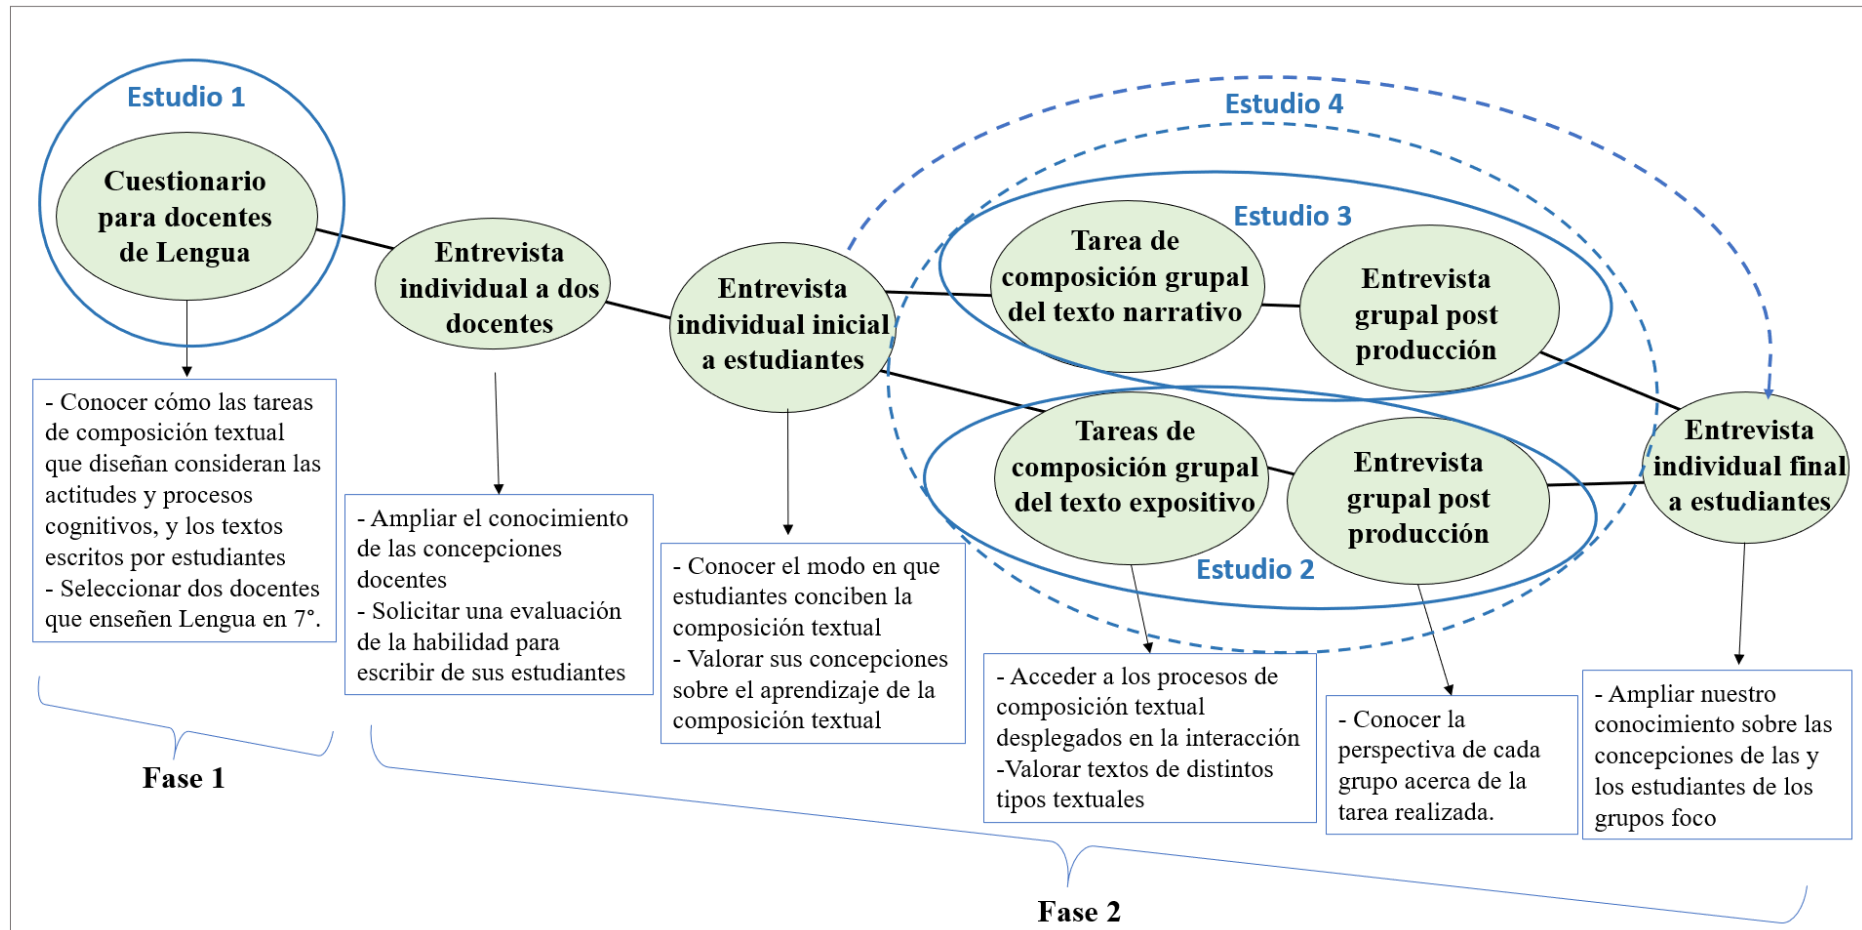 Estudio 1
Cuestionario
para docentes
de Lengua
Entrevista
individual a dos
docentes
Entrevista
individual inicial
a estudiantes
Estudio 4
Estudio 3
Tarea de
composición grupal
del texto narrativo
Entrevista
grupal post
producción
Tareas de
composición grupal
del texto expositivo
Entrevista
grupal post
producción
Estudio 2
Entrevista
individual final
a estudiantes
- Conocer cómo las tareas
de composición textual
que diseñan consideran las
actitudes y procesos
cognitivos, y los textos
escritos por estudiantes
- Seleccionar dos docentes
que enseñen Lengua en 7°.
- Ampliar el conocimiento
de las concepciones
docentes
- Solicitar una evaluación
de la habilidad para
escribir de sus estudiantes
- Conocer el modo en que
estudiantes conciben la
composición textual
- Valorar sus concepciones
sobre el aprendizaje de la
composición textual
- Acceder a los procesos de
composición textual
desplegados en la interacción
-Valorar textos de distintos
tipos textuales
- Conocer la
perspectiva de cada
grupo acerca de la
tarea realizada.
- Ampliar nuestro
conocimiento sobre las
concepciones de las y
los estudiantes de los
grupos foco
Fase 1
Fase 2